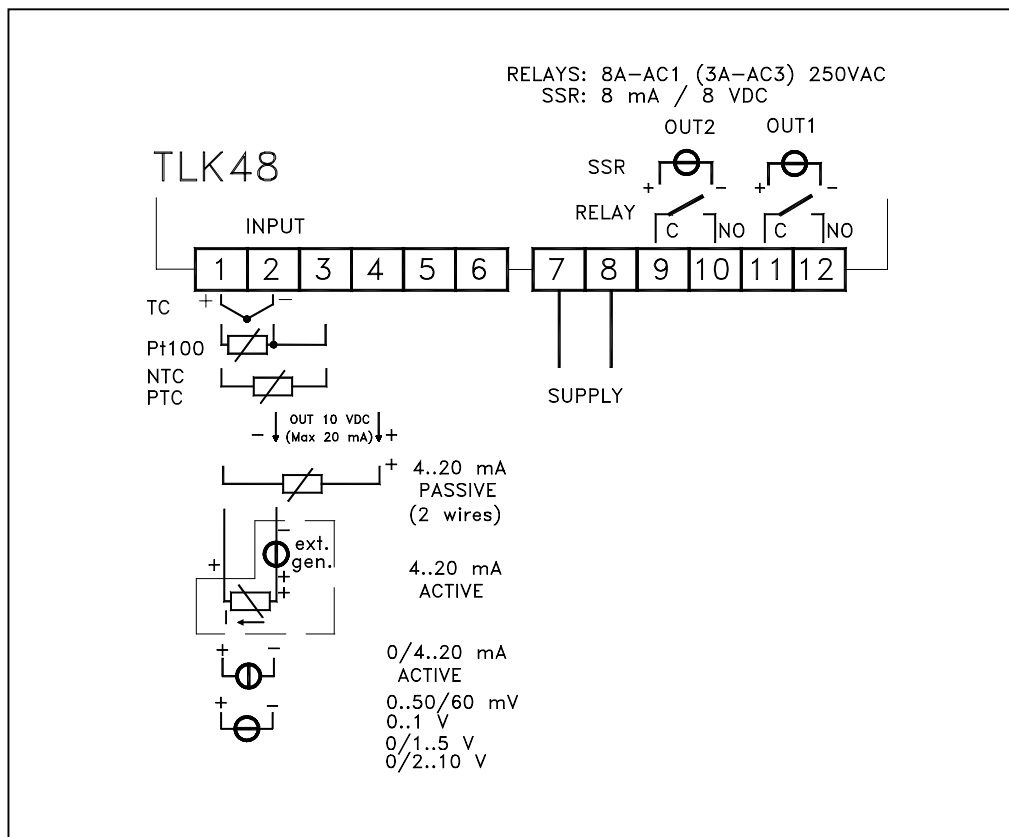 RELAYS: 8A-AC1 (3A-AC3) 250VAC
SSR: 8 mA / 8 VDC
OUT2 OUT1
TLK48
SSR
+ - + -
RELAY
C NO C NO
INPUT
1 2 3 4 5 6 7 8 9 10 11 12
TC + -
Pt100
NTC
PTC
SUPPLY
OUT 10 VDC
- (Max 20 mA) +
+ 4..20 mA
PASSIVE
(2 wires)
-
ext.
gen.
+ +
+
4..20 mA
ACTIVE
I
+ - 0/4..20 mA
ACTIVE
+ - 0..50/60 mV
0..1 V
0/1..5 V
0/2..10 V